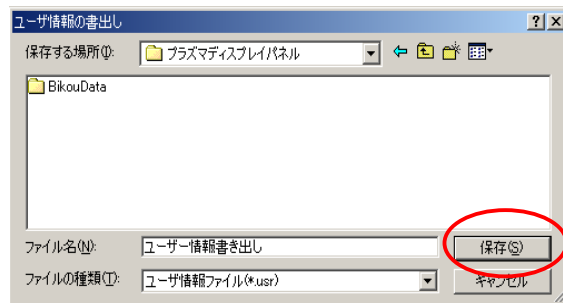 ユーザ情報の書出し
保存する場所(I): プラズマディスプレイパネル
BikouData
ファイル名(N): ユーザー情報書き出し 保存(S)
ファイルの種類(T): ユーザ情報ファイル(*.usr) キャンセル